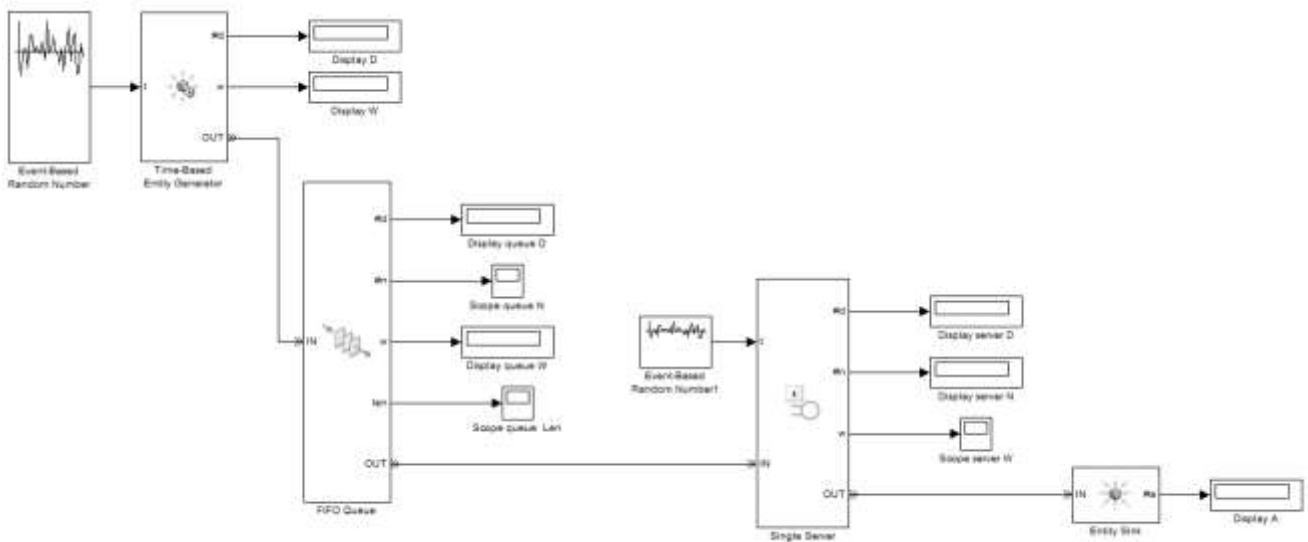 #d
Display D
t
w
Display W
OUT
Event-Based
Random Number
Time-Based
Entity Generator
#d
Display queue D
#n
Scope queue N
IN
w
Display queue W
len
Scope queue Len
OUT
FIFO Queue
#d
Display server D
t
Event-Based
Random Number1
#n
Display server N
w
Scope server W
IN
OUT
Single Server
IN
#a
Entity Sink
Display A